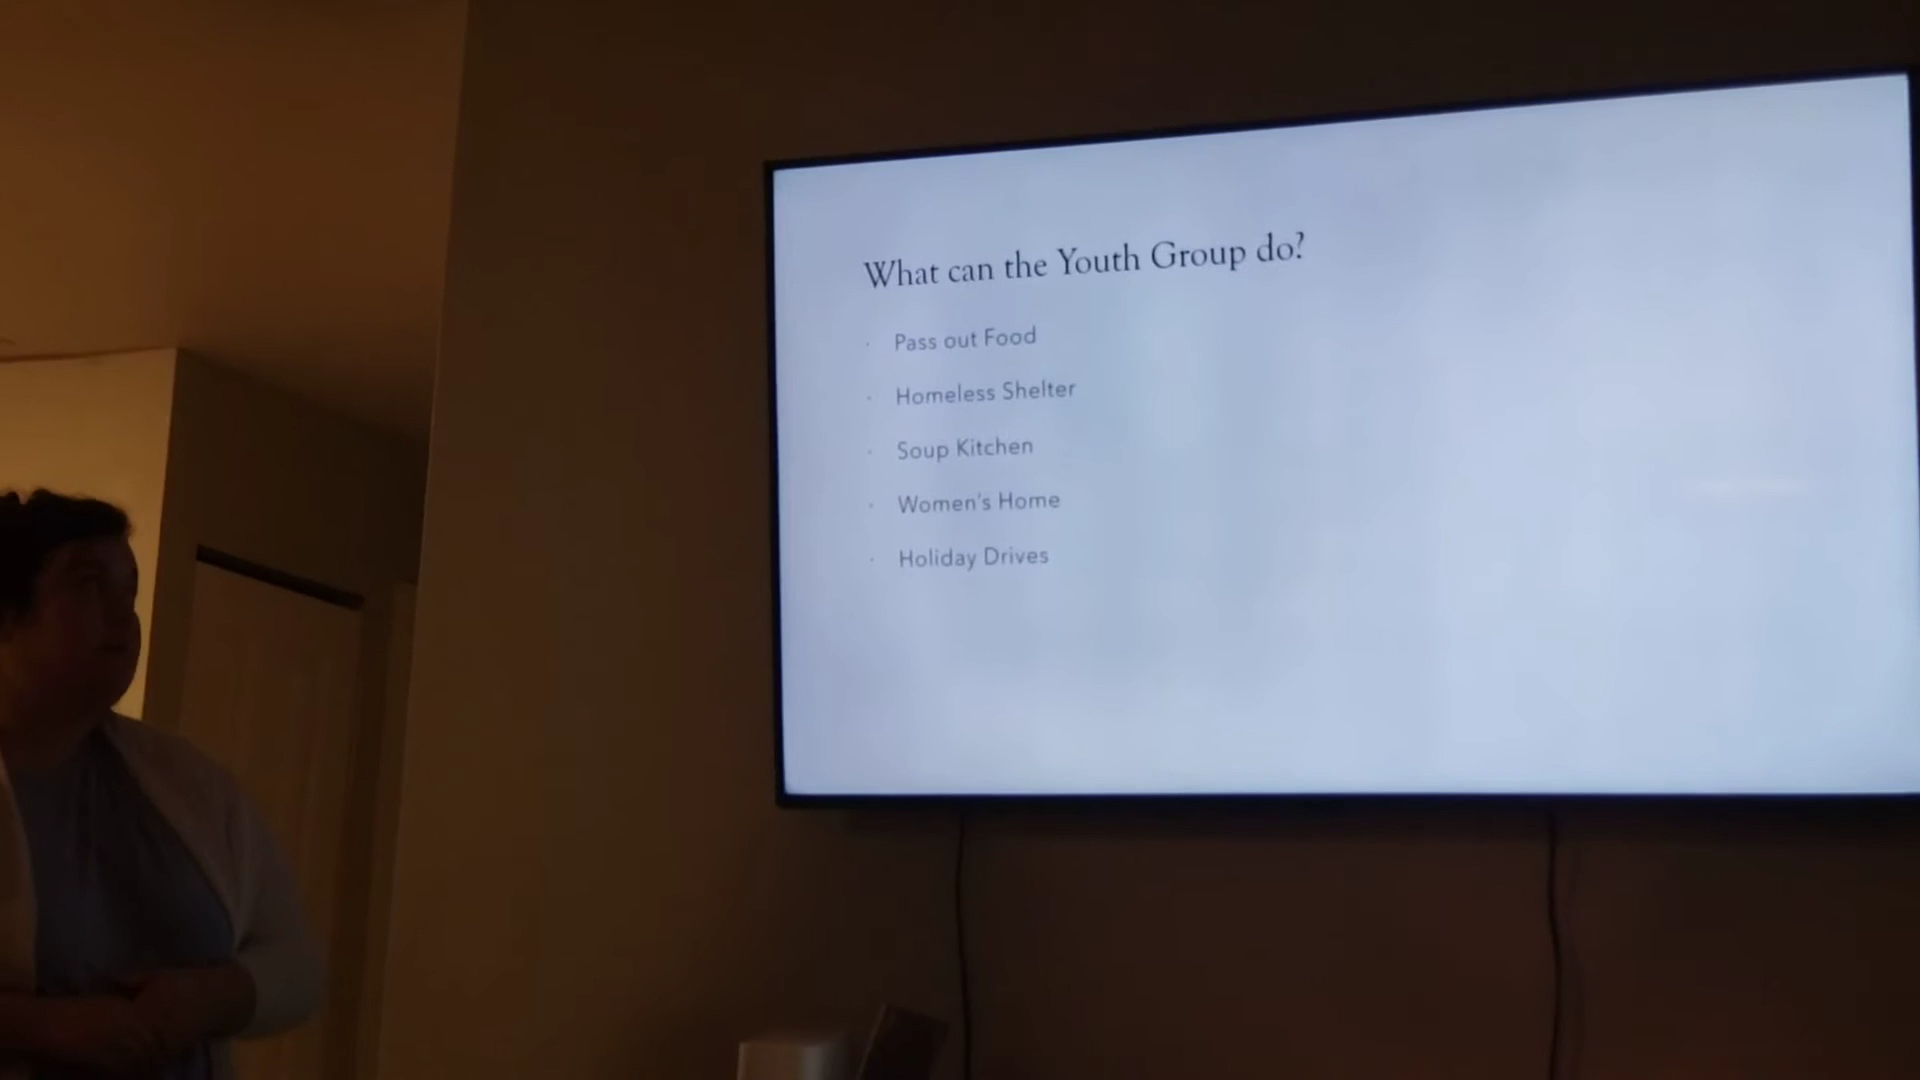 What can the Youth Group do?
· Pass out Food
· Homeless Shelter
· Soup Kitchen
· Women's Home
· Holiday Drives